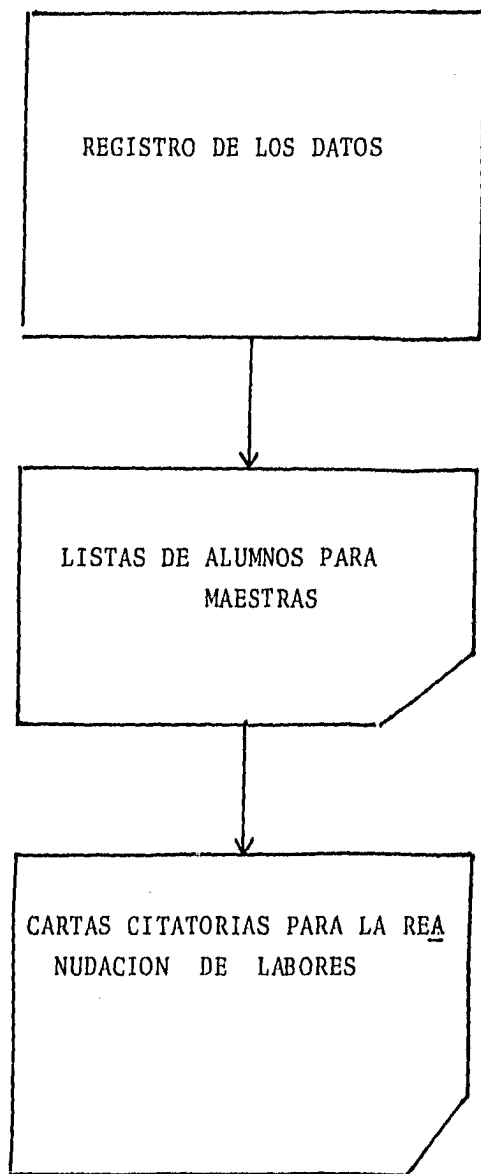 REGISTRO DE LOS DATOS
LISTAS DE ALUMNOS PARA
MAESTRAS
CARTAS CITATORIAS PARA LA REA
NUDACION DE LABORES